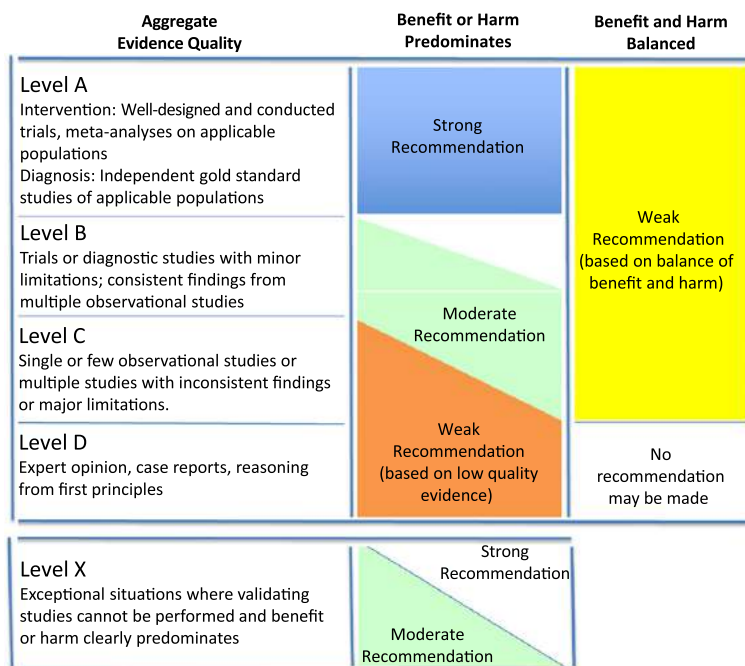 Aggregate
Evidence Quality
Benefit or Harm
Predominates
Benefit and Harm
Balanced
Level A
Intervention: Well-designed and conducted
trials, meta-analyses on applicable
populations
Diagnosis: Independent gold standard
studies of applicable populations
Strong
Recommendation
Weak
Recommendation
(based on balance of
benefit and harm)
Level B
Trials or diagnostic studies with minor
limitations; consistent findings from
multiple observational studies
Moderate
Recommendation
Level C
Single or few observational studies or
multiple studies with inconsistent findings
or major limitations.
Level D
Expert opinion, case reports, reasoning
from first principles
Weak
Recommendation
(based on low quality
evidence)
No
recommendation
may be made
Level X
Exceptional situations where validating
studies cannot be performed and benefit
or harm clearly predominates
Strong
Recommendation
Moderate
Recommendation